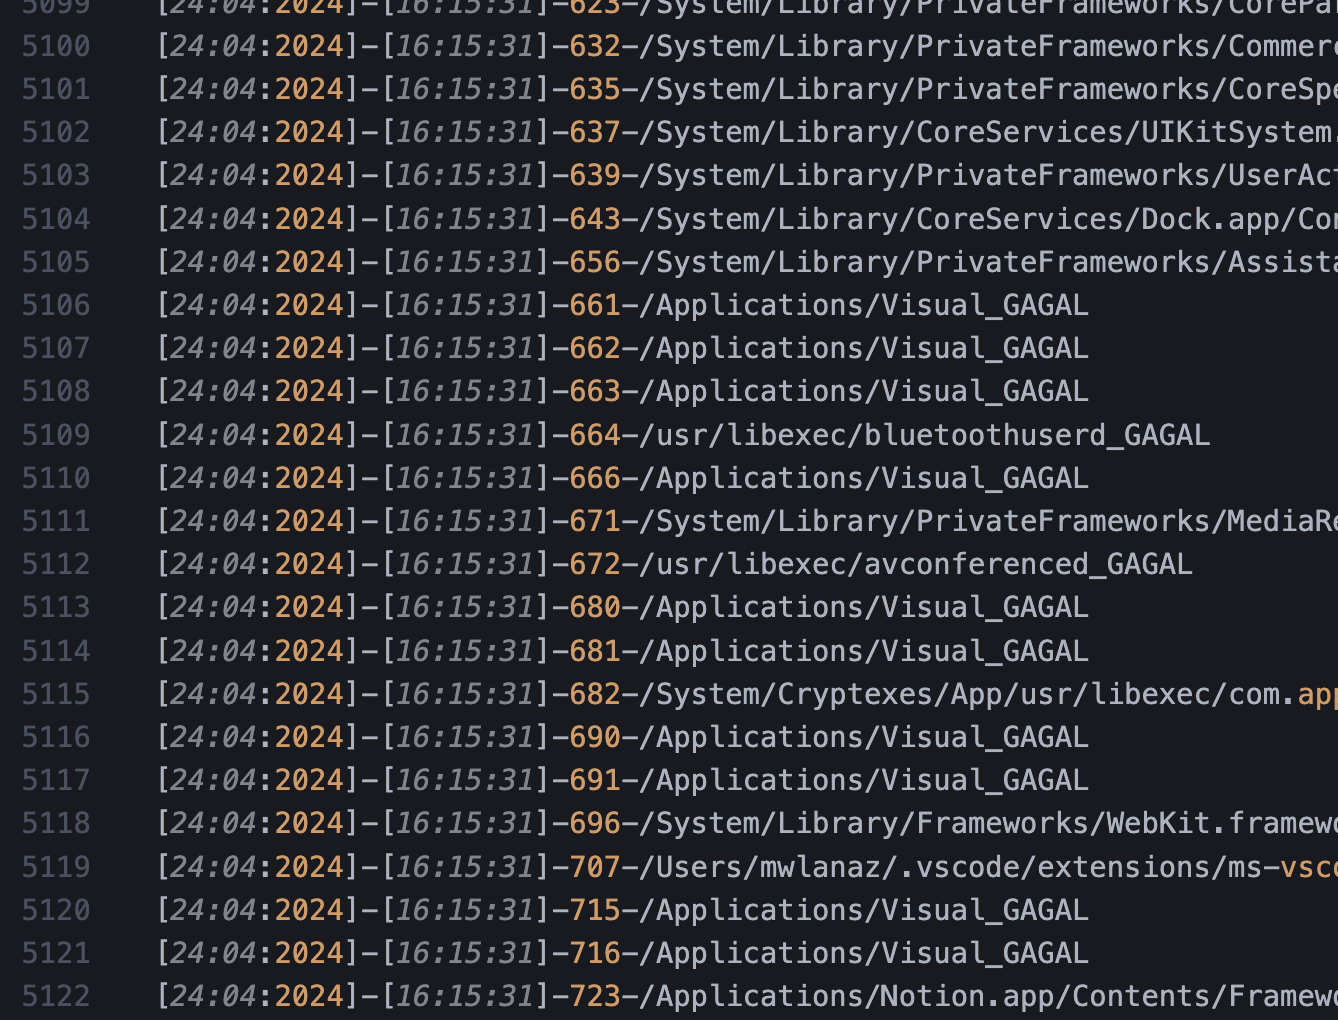 5099 [24:04:2024]-[16:15:31]-623-/System/Library/PrivateFrameworks/CorePa
5100 [24:04:2024]-[16:15:31]-632-/System/Library/PrivateFrameworks/Commerc
5101 [24:04:2024]-[16:15:31]-635-/System/Library/PrivateFrameworks/CoreSpe
5102 [24:04:2024]-[16:15:31]-637-/System/Library/CoreServices/UIKitSystem
5103 [24:04:2024]-[16:15:31]-639-/System/Library/PrivateFrameworks/UserAct
5104 [24:04:2024]-[16:15:31]-643-/System/Library/CoreServices/Dock.app/Con
5105 [24:04:2024]-[16:15:31]-656-/System/Library/PrivateFrameworks/Assista
5106 [24:04:2024]-[16:15:31]-661-/Applications/Visual_GAGAL
5107 [24:04:2024]-[16:15:31]-662-/Applications/Visual_GAGAL
5108 [24:04:2024]-[16:15:31]-663-/Applications/Visual_GAGAL
5109 [24:04:2024]-[16:15:31]-664-/usr/libexec/bluetoothuserd_GAGAL
5110 [24:04:2024]-[16:15:31]-666-/Applications/Visual_GAGAL
5111 [24:04:2024]-[16:15:31]-671-/System/Library/PrivateFrameworks/MediaRe
5112 [24:04:2024]-[16:15:31]-672-/usr/libexec/avconferenced_GAGAL
5113 [24:04:2024]-[16:15:31]-680-/Applications/Visual_GAGAL
5114 [24:04:2024]-[16:15:31]-681-/Applications/Visual_GAGAL
5115 [24:04:2024]-[16:15:31]-682-/System/Cryptexes/App/usr/libexec/com.app
5116 [24:04:2024]-[16:15:31]-690-/Applications/Visual_GAGAL
5117 [24:04:2024]-[16:15:31]-691-/Applications/Visual_GAGAL
5118 [24:04:2024]-[16:15:31]-696-/System/Library/Frameworks/WebKit.framewo
5119 [24:04:2024]-[16:15:31]-707-/Users/mwlanaz/.vscode/extensions/ms-vsco
5120 [24:04:2024]-[16:15:31]-715-/Applications/Visual_GAGAL
5121 [24:04:2024]-[16:15:31]-716-/Applications/Visual_GAGAL
5122 [24:04:2024]-[16:15:31]-723-/Applications/Notion.app/Contents/Framewo